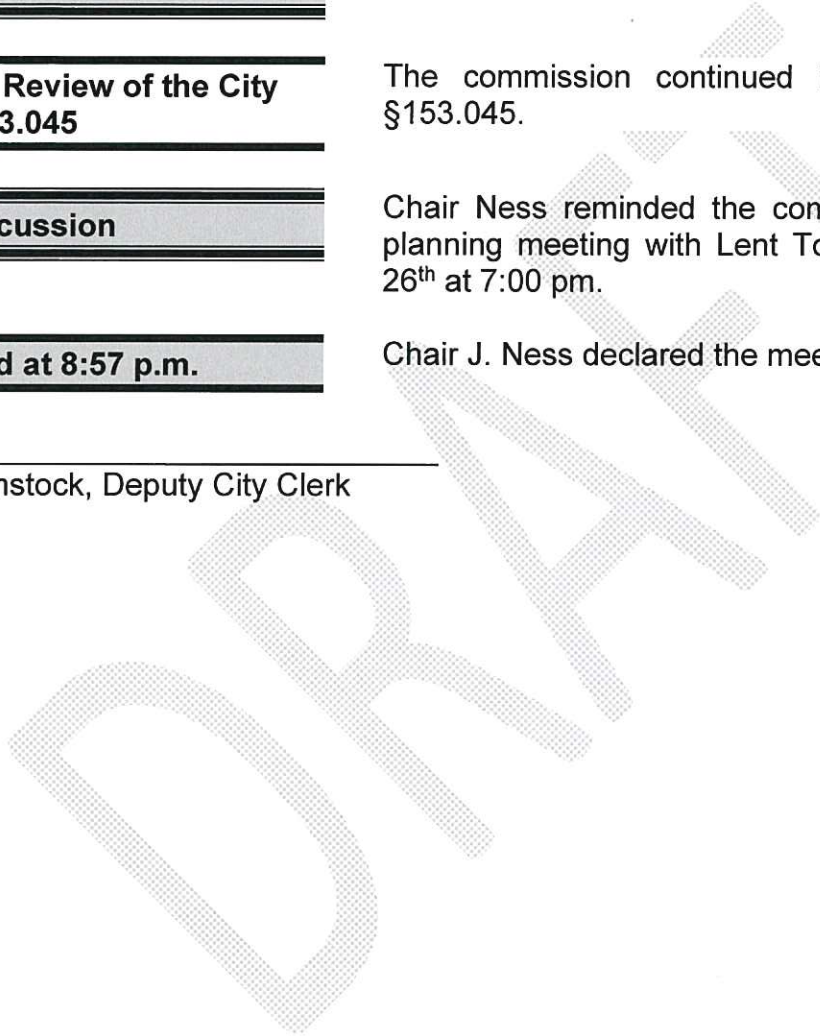 Review of the City
3.045
The commission continued
§153.045.
cussion
Chair Ness reminded the com
planning meeting with Lent To
26th at 7:00 pm.
d at 8:57 p.m.
Chair J. Ness declared the mee
nstock, Deputy City Clerk
DRAFT